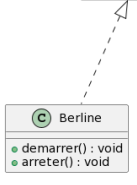 C Berline
demarrer() : void
arreter() : void